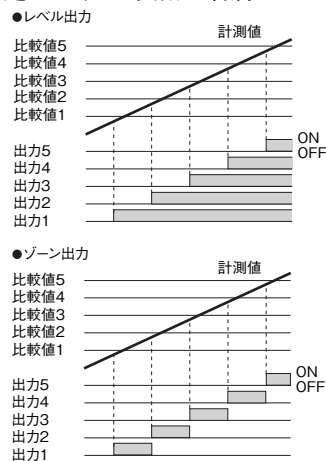 ●レベル出力
計測値
比較値5
比較値4
比較値3
比較値2
比較値1
ON
OFF
出力5
出力4
出力3
出力2
出力1
●ゾーン出力
計測値
比較値5
比較値4
比較値3
比較値2
比較値1
ON
OFF
出力5
出力4
出力3
出力2
出力1